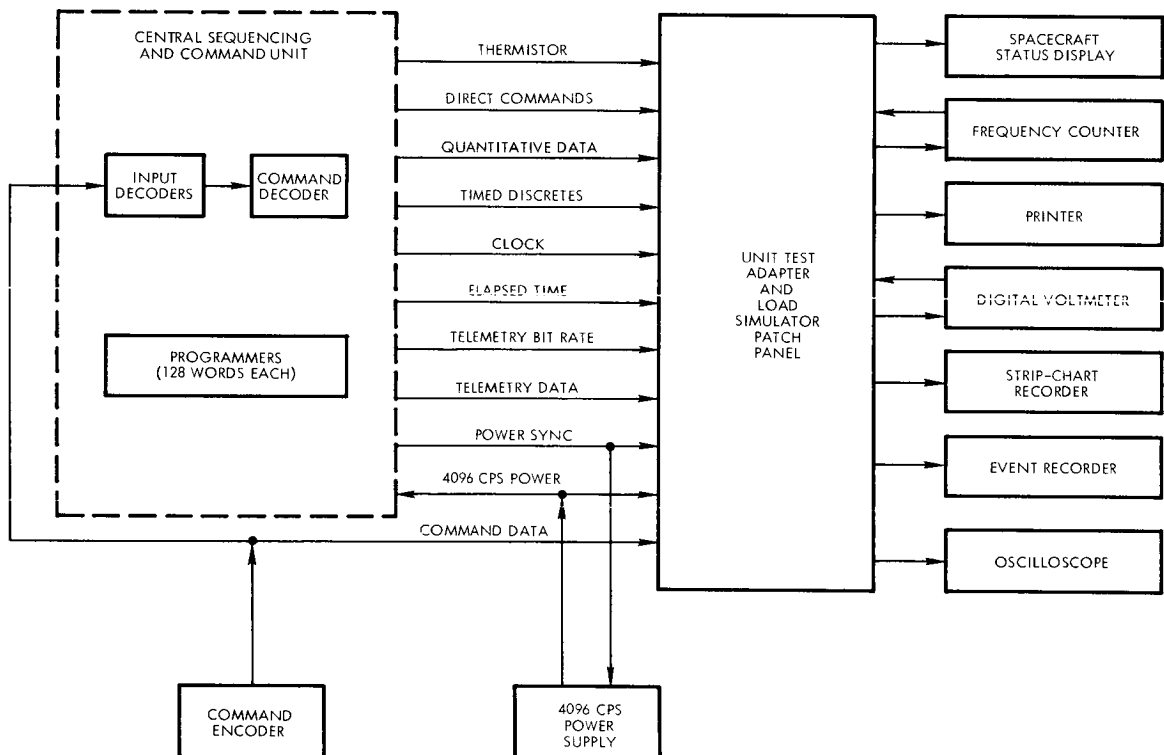 CENTRAL SEQUENCING
AND COMMAND UNIT
INPUT
DECODERS
COMMAND
DECODER
PROGRAMMERS
(128 WORDS EACH)
THERMISTOR
DIRECT COMMANDS
QUANTITATIVE DATA
TIMED DISCRETES
CLOCK
ELAPSED TIME
TELEMETRY BIT RATE
TELEMETRY DATA
POWER SYNC
4096 CPS POWER
COMMAND DATA
UNIT TEST
ADAPTER
AND
LOAD
SIMULATOR
PATCH
PANEL
SPACECRAFT
STATUS DISPLAY
FREQUENCY COUNTER
PRINTER
DIGITAL VOLTMETER
STRIP-CHART
RECORDER
EVENT RECORDER
OSCILLOSCOPE
COMMAND
ENCODER
4096 CPS
POWER
SUPPLY